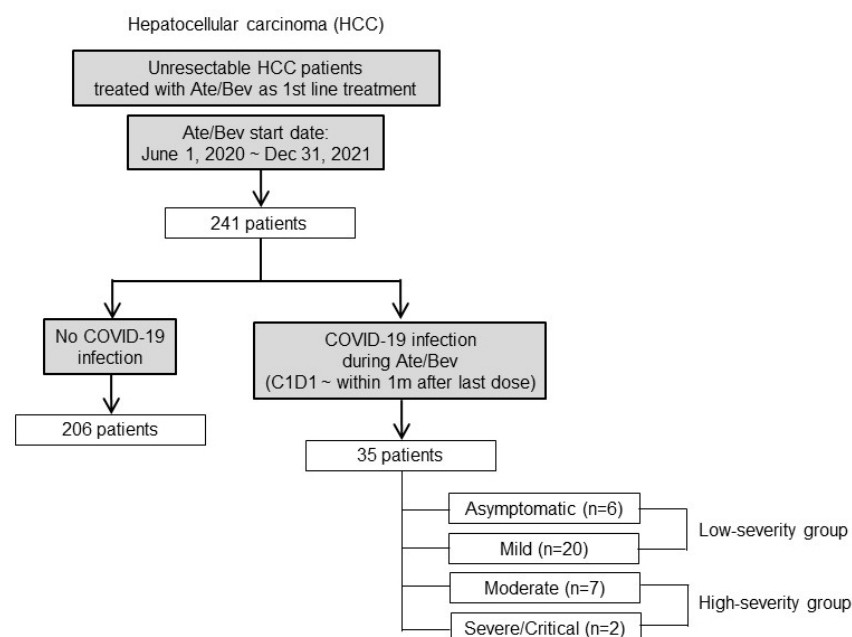 Hepatocellular carcinoma (HCC)
Unresectable HCC patients
treated with Ate/Bev as 1st line treatment
Ate/Bev start date:
June 1, 2020 ~ Dec 31, 2021
241 patients
No COVID-19
infection
206 patients
COVID-19 infection
during Ate/Bev
(C1D1 ~ within 1m after last dose)
35 patients
Asymptomatic (n=6)
Mild (n=20)
Low-severity group
Moderate (n=7)
Severe/Critical (n=2)
High-severity group